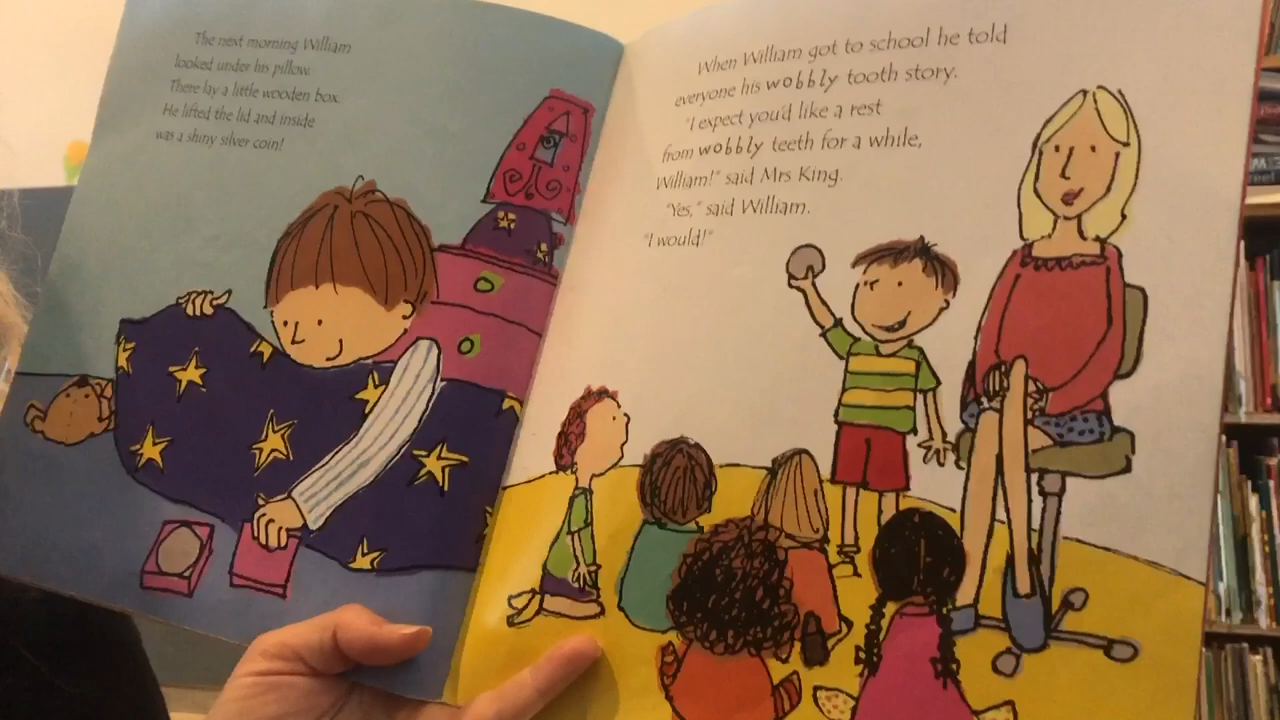 The next morning William
looked under his pillow.
There lay a little wooden box.
He lifted the lid and inside
was a shiny silver coin!
When William got to school he told
everyone his wobbly tooth story.
"I expect you'd like a rest
from wobbly teeth for a while,
William!" said Mrs King.
"Yes," said William.
"I would!"